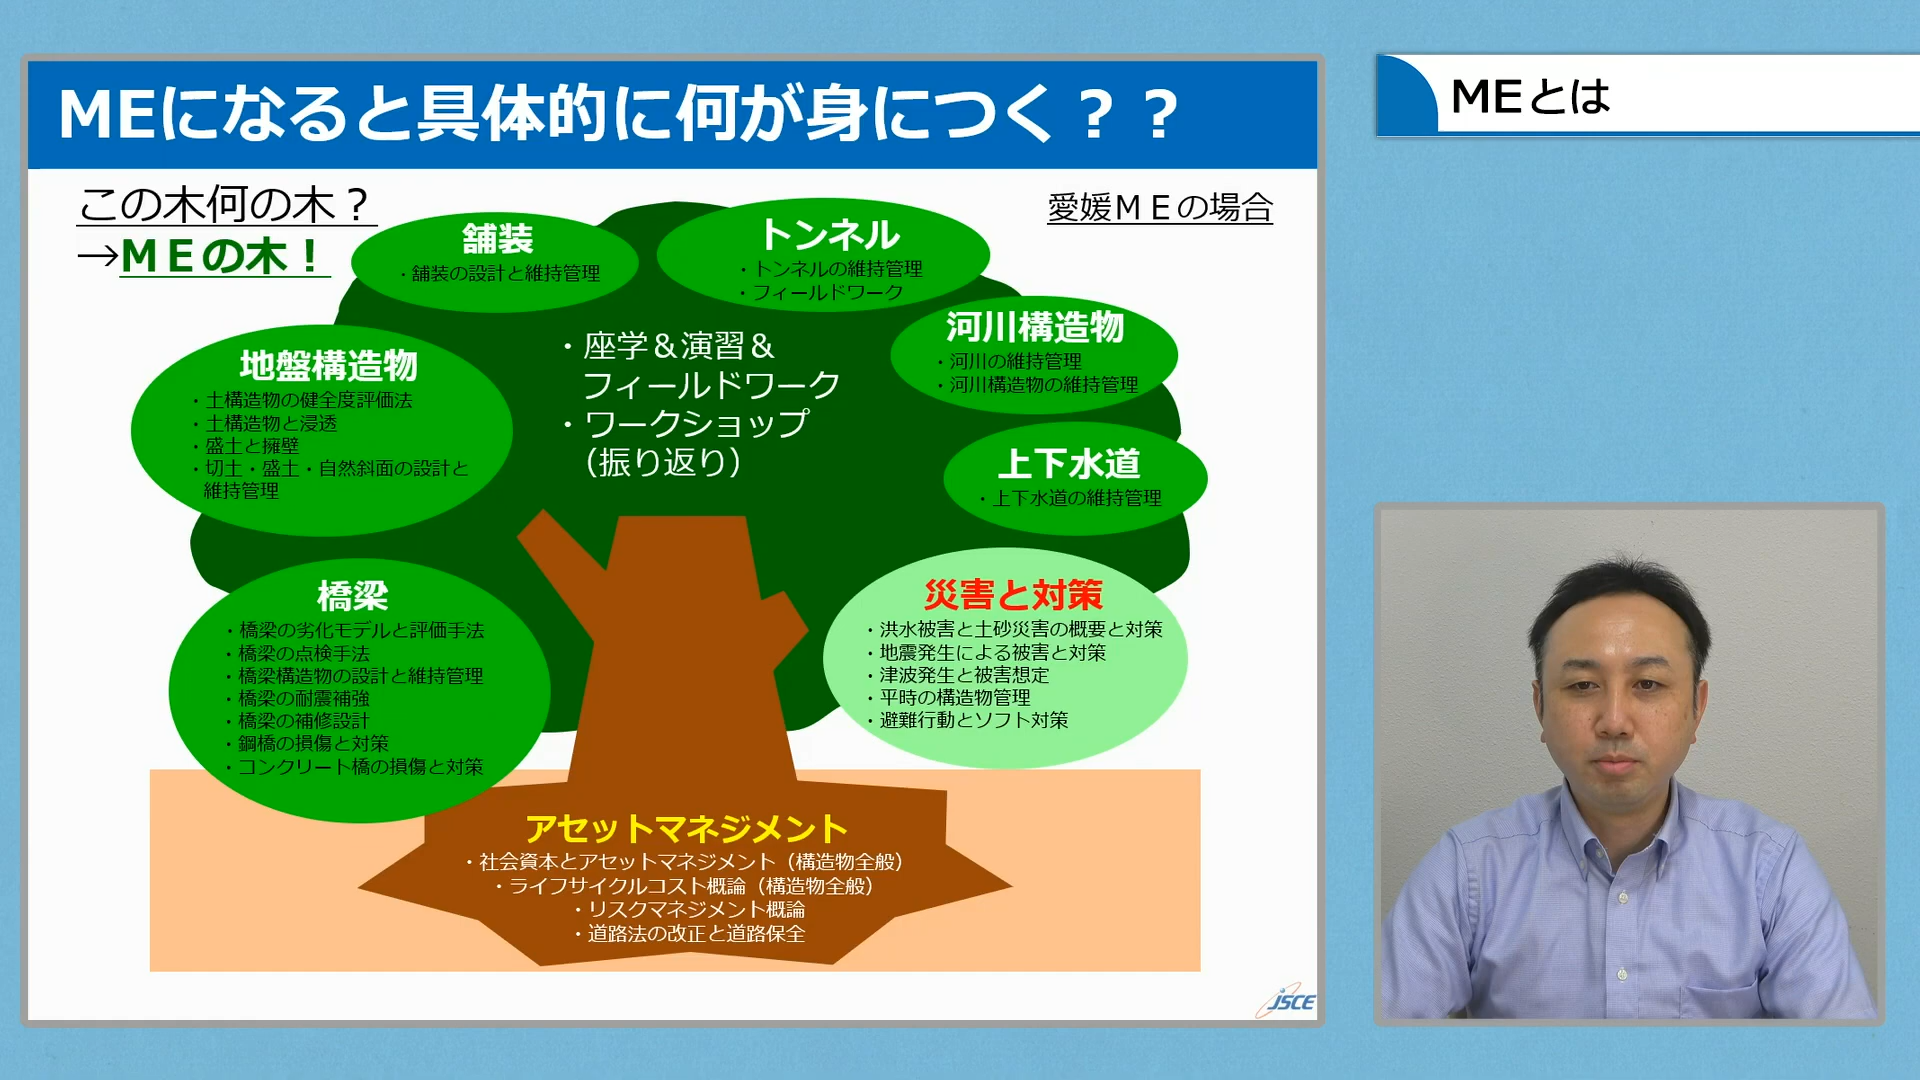 MEになると具体的に何が身につく？？
MEとは
この木何の木？
→ＭＥの木！
愛媛ＭＥの場合
舗装
・舗装の設計と維持管理
トンネル
・トンネルの維持管理
・フィールドワーク
河川構造物
・河川の維持管理
・河川構造物の維持管理
地盤構造物
・土構造物の健全度評価法
・土構造物と浸透
・盛土と擁壁
・切土・盛土・自然斜面の設計と
維持管理
・座学＆演習＆
フィールドワーク
・ワークショップ
（振り返り）
上下水道
・上下水道の維持管理
橋梁
・橋梁の劣化モデルと評価手法
・橋梁の点検手法
・橋梁構造物の設計と維持管理
・橋梁の耐震補強
・橋梁の補修設計
・鋼橋の損傷と対策
・コンクリート橋の損傷と対策
災害と対策
・洪水被害と土砂災害の概要と対策
・地震発生による被害と対策
・津波発生と被害想定
・平時の構造物管理
・避難行動とソフト対策
アセットマネジメント
・社会資本とアセットマネジメント（構造物全般）
・ライフサイクルコスト概論（構造物全般）
・リスクマネジメント概論
・道路法の改正と道路保全
JSCE